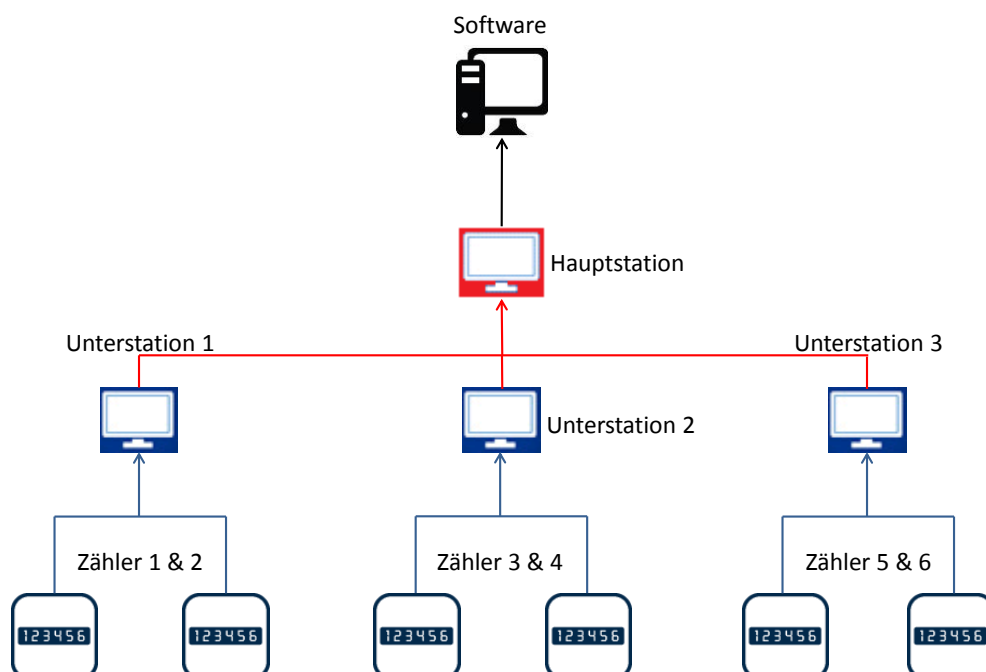 Software
Hauptstation
Unterstation 1
Unterstation 3
Unterstation 2
Zähler 1 & 2
Zähler 3 & 4
Zähler 5 & 6
123456
123456
123456
123456
123456
123456